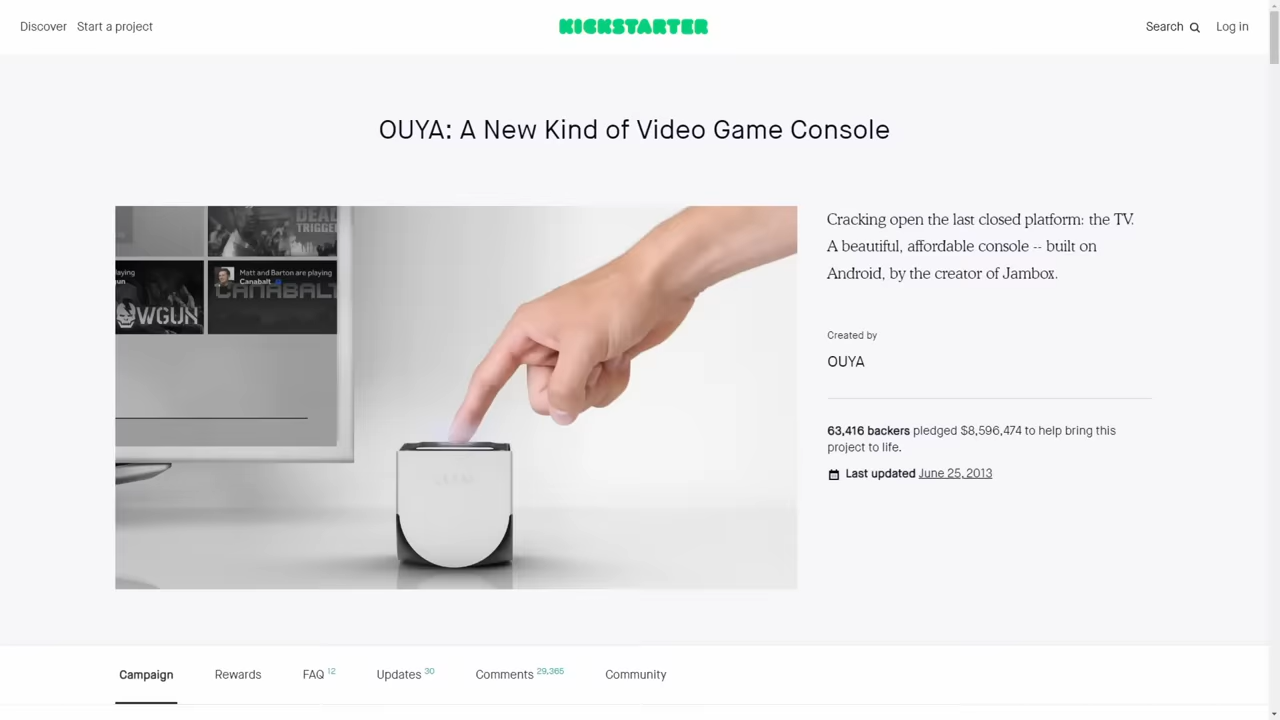 Discover Start a project KICKSTARTER Search Log in
OUYA: A New Kind of Video Game Console
DEAD
TRIGGER
Matt and Barton are playing
Canabalt
CANABALT
OWGUN
Cracking open the last closed platform: the TV.
A beautiful, affordable console -- built on
Android, by the creator of Jambox.
Created by
OUYA
63,416 backers pledged $8,596,474 to help bring this
project to life.
Last updated June 25, 2013
Campaign Rewards FAQ 12 Updates 30 Comments 29,365 Community